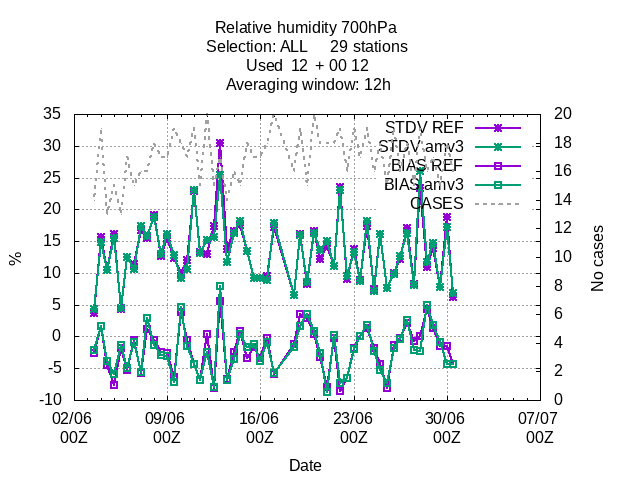 Relative humidity 700hPa
Selection: ALL 29 stations
Used 12 + 00 12
Averaging window: 12h
STDV REF
STDV amv3
BIAS REF
BIAS amv3
CASES
35
30
25
20
15
10
5
0
-5
-10
%
20
18
16
14
12
10
8
6
4
2
0
No cases
02/06 09/06 16/06 23/06 30/06 07/07
00Z 00Z 00Z 00Z 00Z 00Z
Date